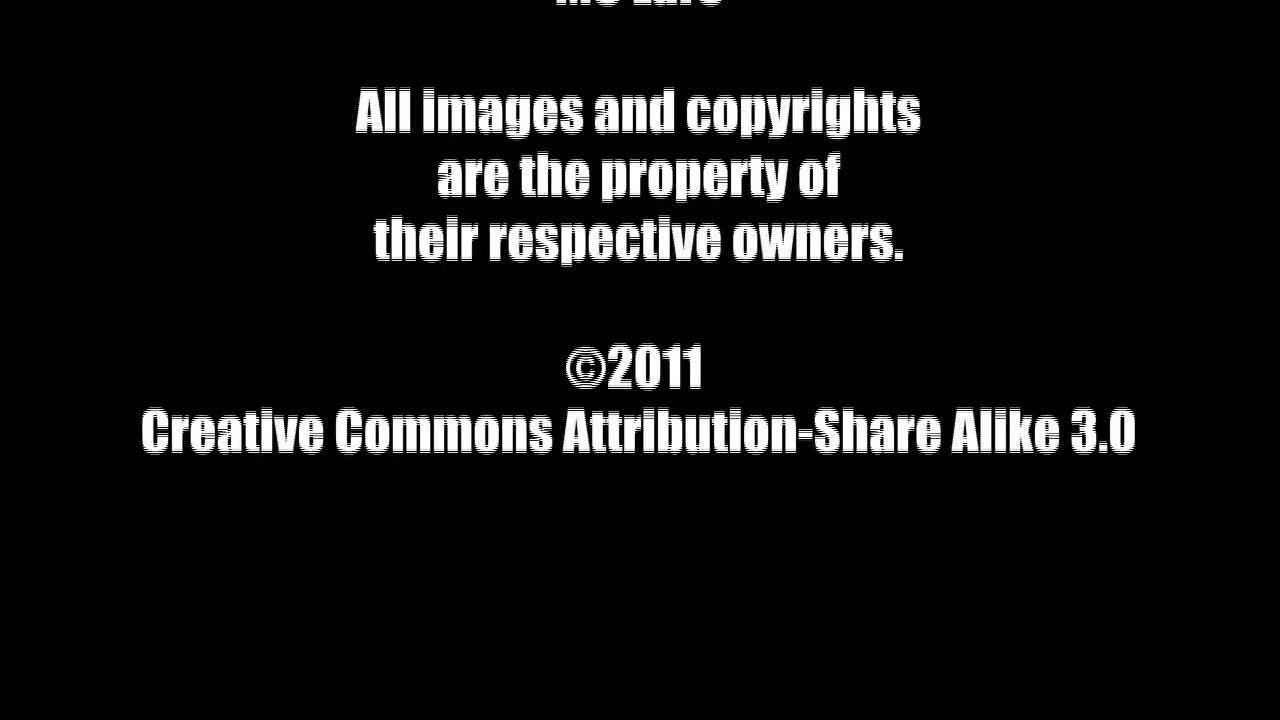 All images and copyrights
are the property of
their respective owners.
©2011
Creative Commons Attribution-Share Alike 3.0